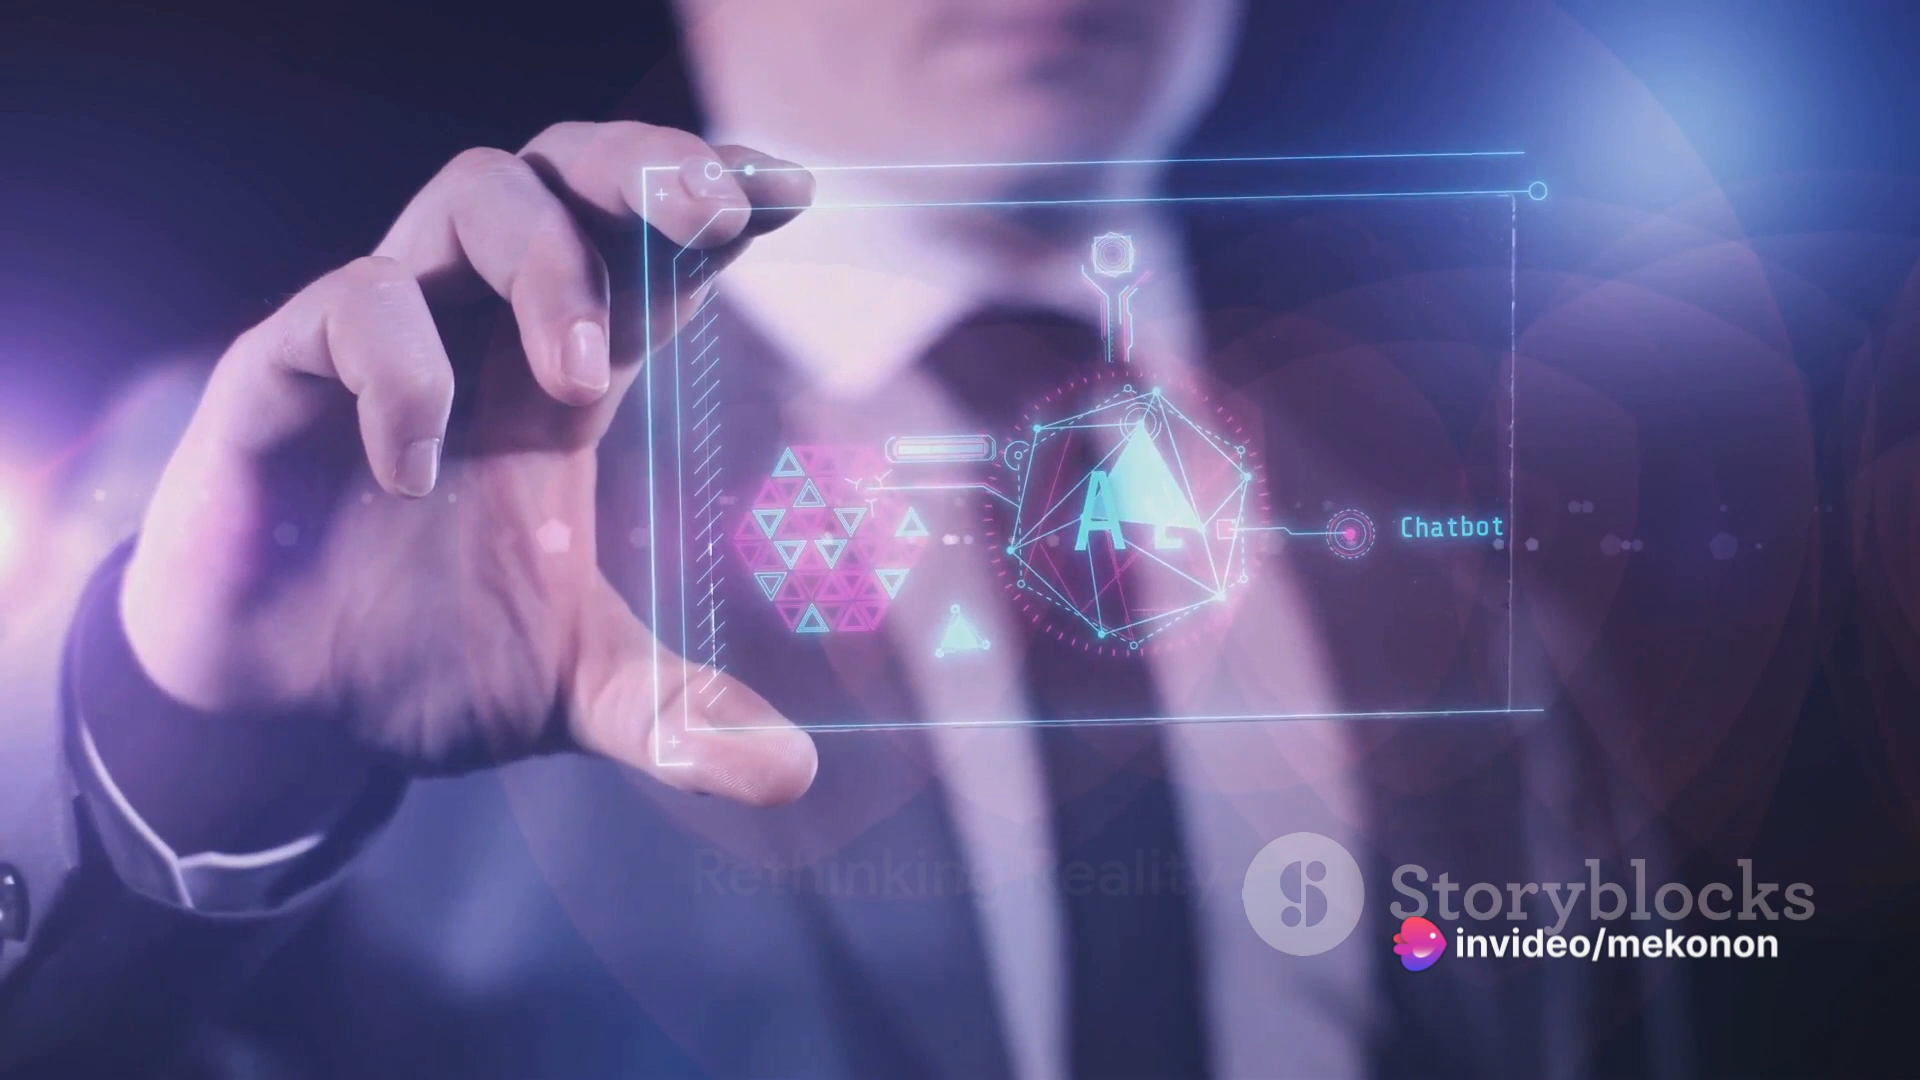 AI
Chatbot
Rethinking Reality
Storyblocks
invideo/mekonon